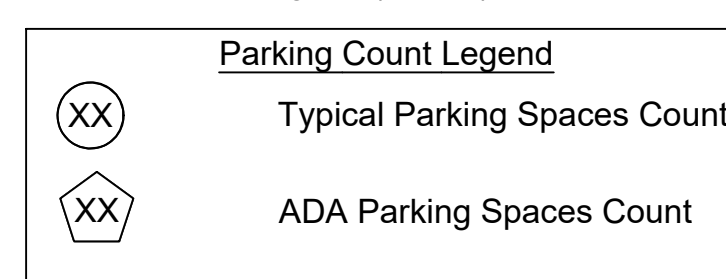 Parking Count Legend
XX Typical Parking Spaces Count
XX ADA Parking Spaces Count